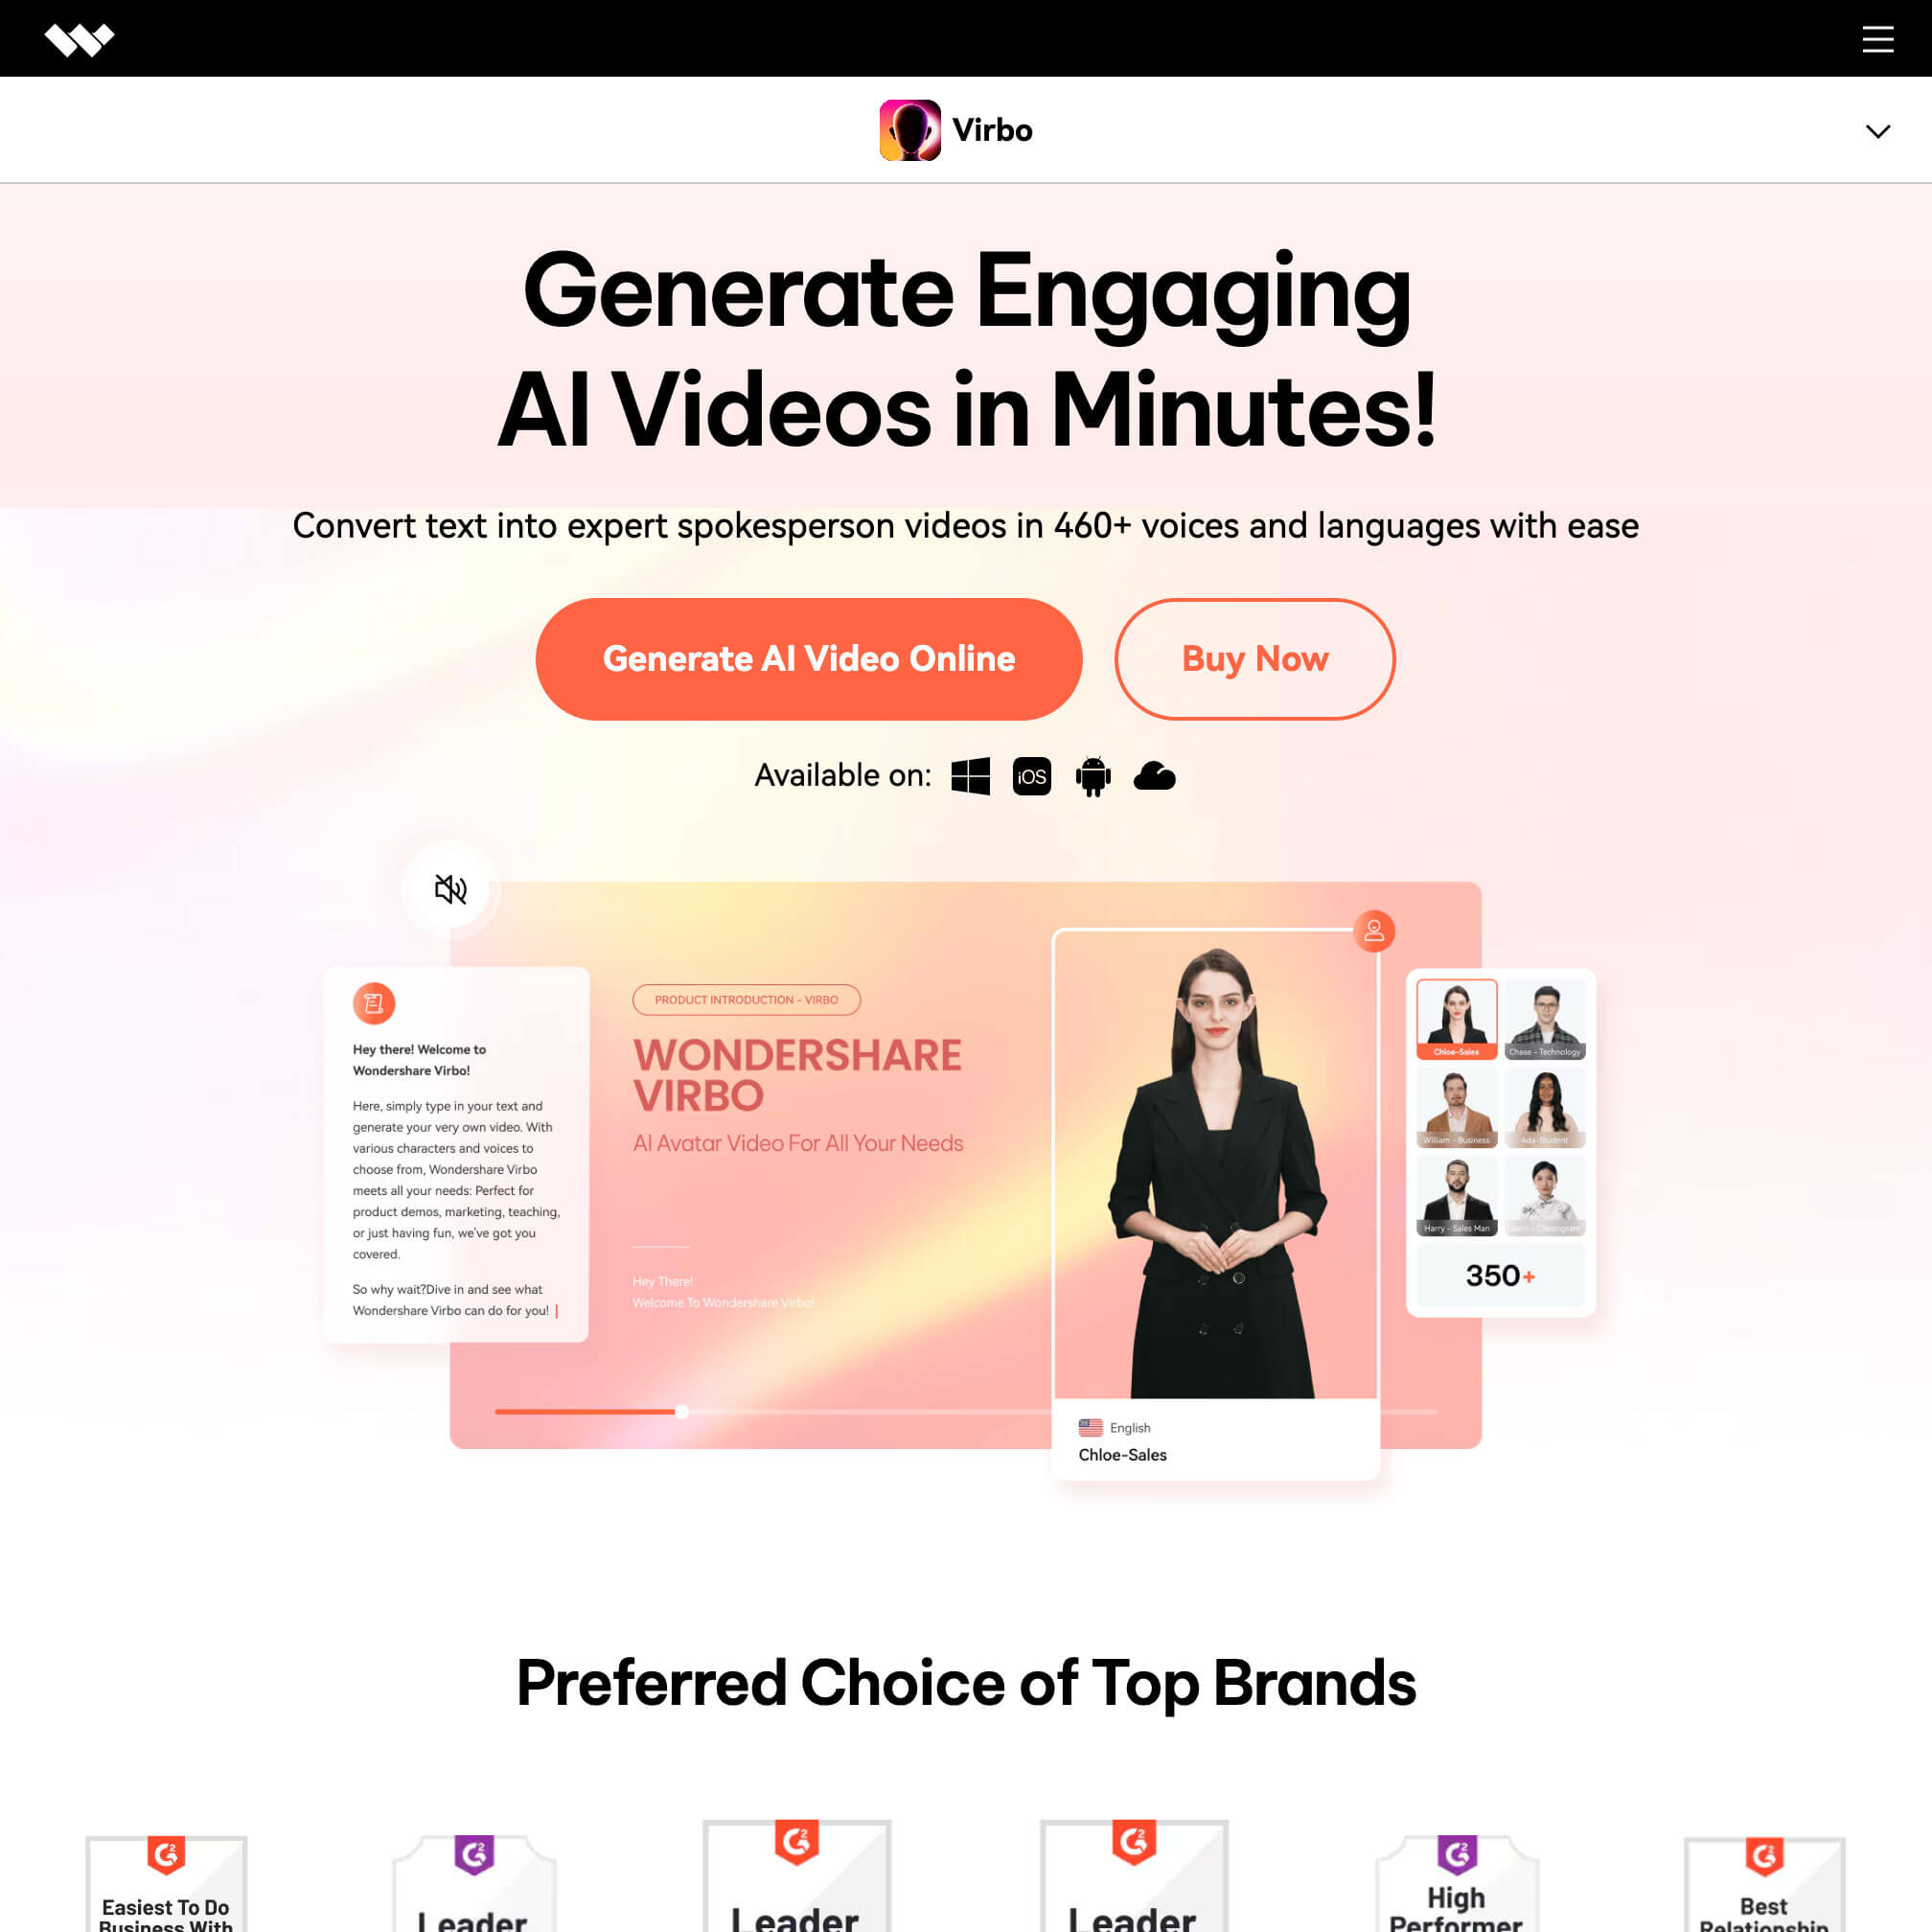 Virbo
Generate Engaging
AI Videos in Minutes!
Convert text into expert spokesperson videos in 460+ voices and languages with ease
Generate AI Video Online
Buy Now
Available on:
iOS
Hey there! Welcome to
Wondershare Virbo!
Here, simply type in your text and
generate your very own video. With
various characters and voices to
choose from, Wondershare Virbo
meets all your needs: Perfect for
product demos, marketing, teaching,
or just having fun, we've got you
covered.
So why wait?Dive in and see what
Wondershare Virbo can do for you!
PRODUCT INTRODUCTION - VIRBO
WONDERSHARE
VIRBO
AI Avatar Video For All Your Needs
Hey There!
Welcome To Wondershare Virbo!
English
Chloe-Sales
Chloe-Sales
Chase - Technology
William - Business
Ada-Student
Harry - Sales Man
350+
Preferred Choice of Top Brands
G2
Easiest To Do
Business With
G2
Leader
G2
Leader
G2
Leader
G2
High
Performer
G2
Best
Relationship